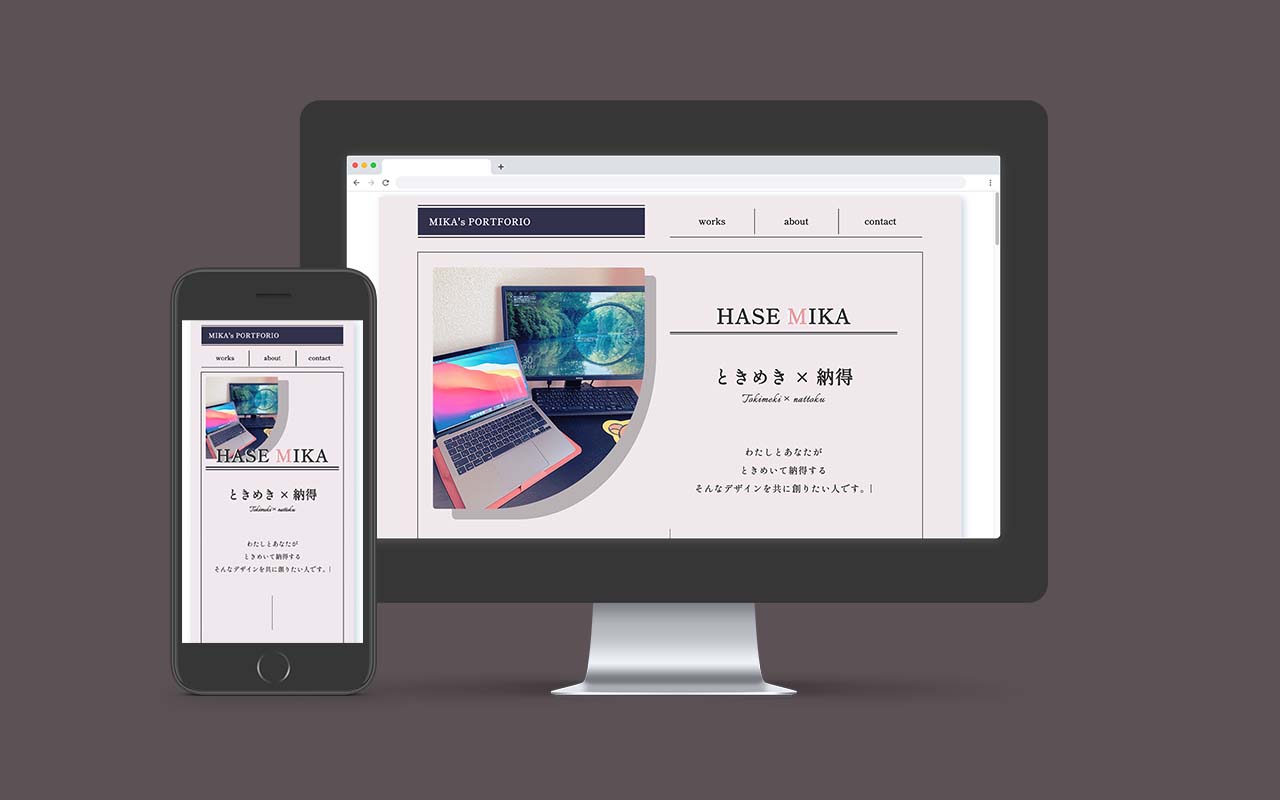 MIKA's PORTFORIO
works about contact
HASE MIKA
ときめき × 納得
Tokimeki × nattoku
わたしとあなたが
ときめいて納得する
そんなデザインを共に創りたい人です。|
MIKA's PORTFORIO
works about contact
HASE MIKA
ときめき × 納得
Tokimeki × nattoku
わたしとあなたが
ときめいて納得する
そんなデザインを共に創りたい人です。|